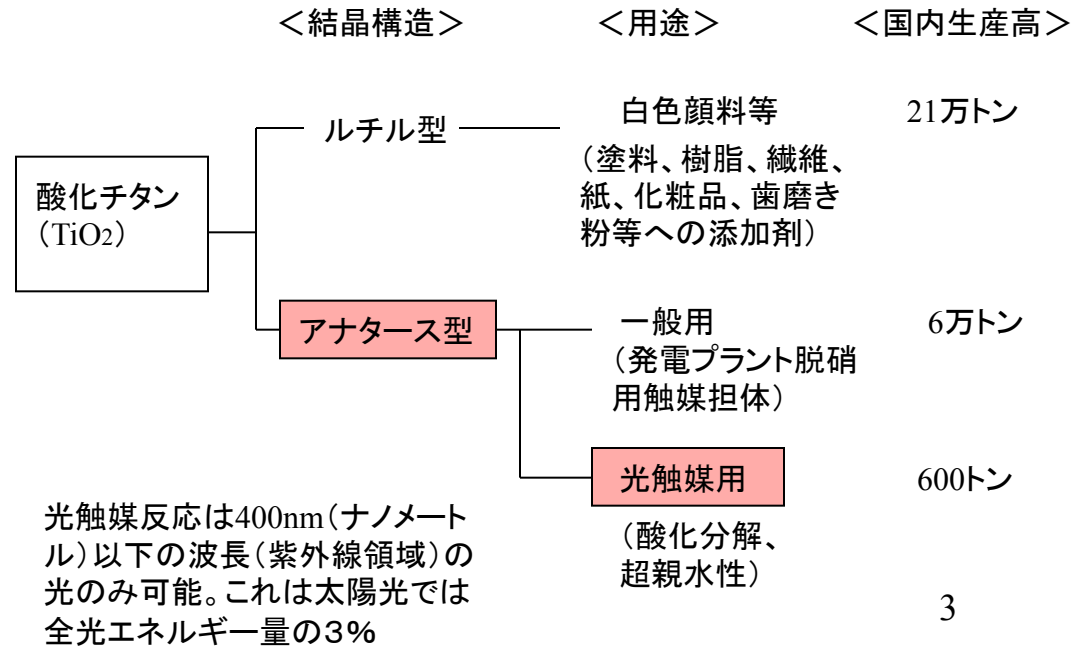 ＜結晶構造＞ ＜用途＞ ＜国内生産高＞
ルチル型 白色顔料等 21万トン
（塗料、樹脂、繊維、
紙、化粧品、歯磨き
粉等への添加剤）
酸化チタン
（TiO2）
アナタース型 一般用 6万トン
（発電プラント脱硝
用触媒担体）
光触媒用 600トン
（酸化分解、
超親水性）
光触媒反応は400nm（ナノメート
ル）以下の波長（紫外線領域）の
光のみ可能。これは太陽光では
全光エネルギー量の３％
3